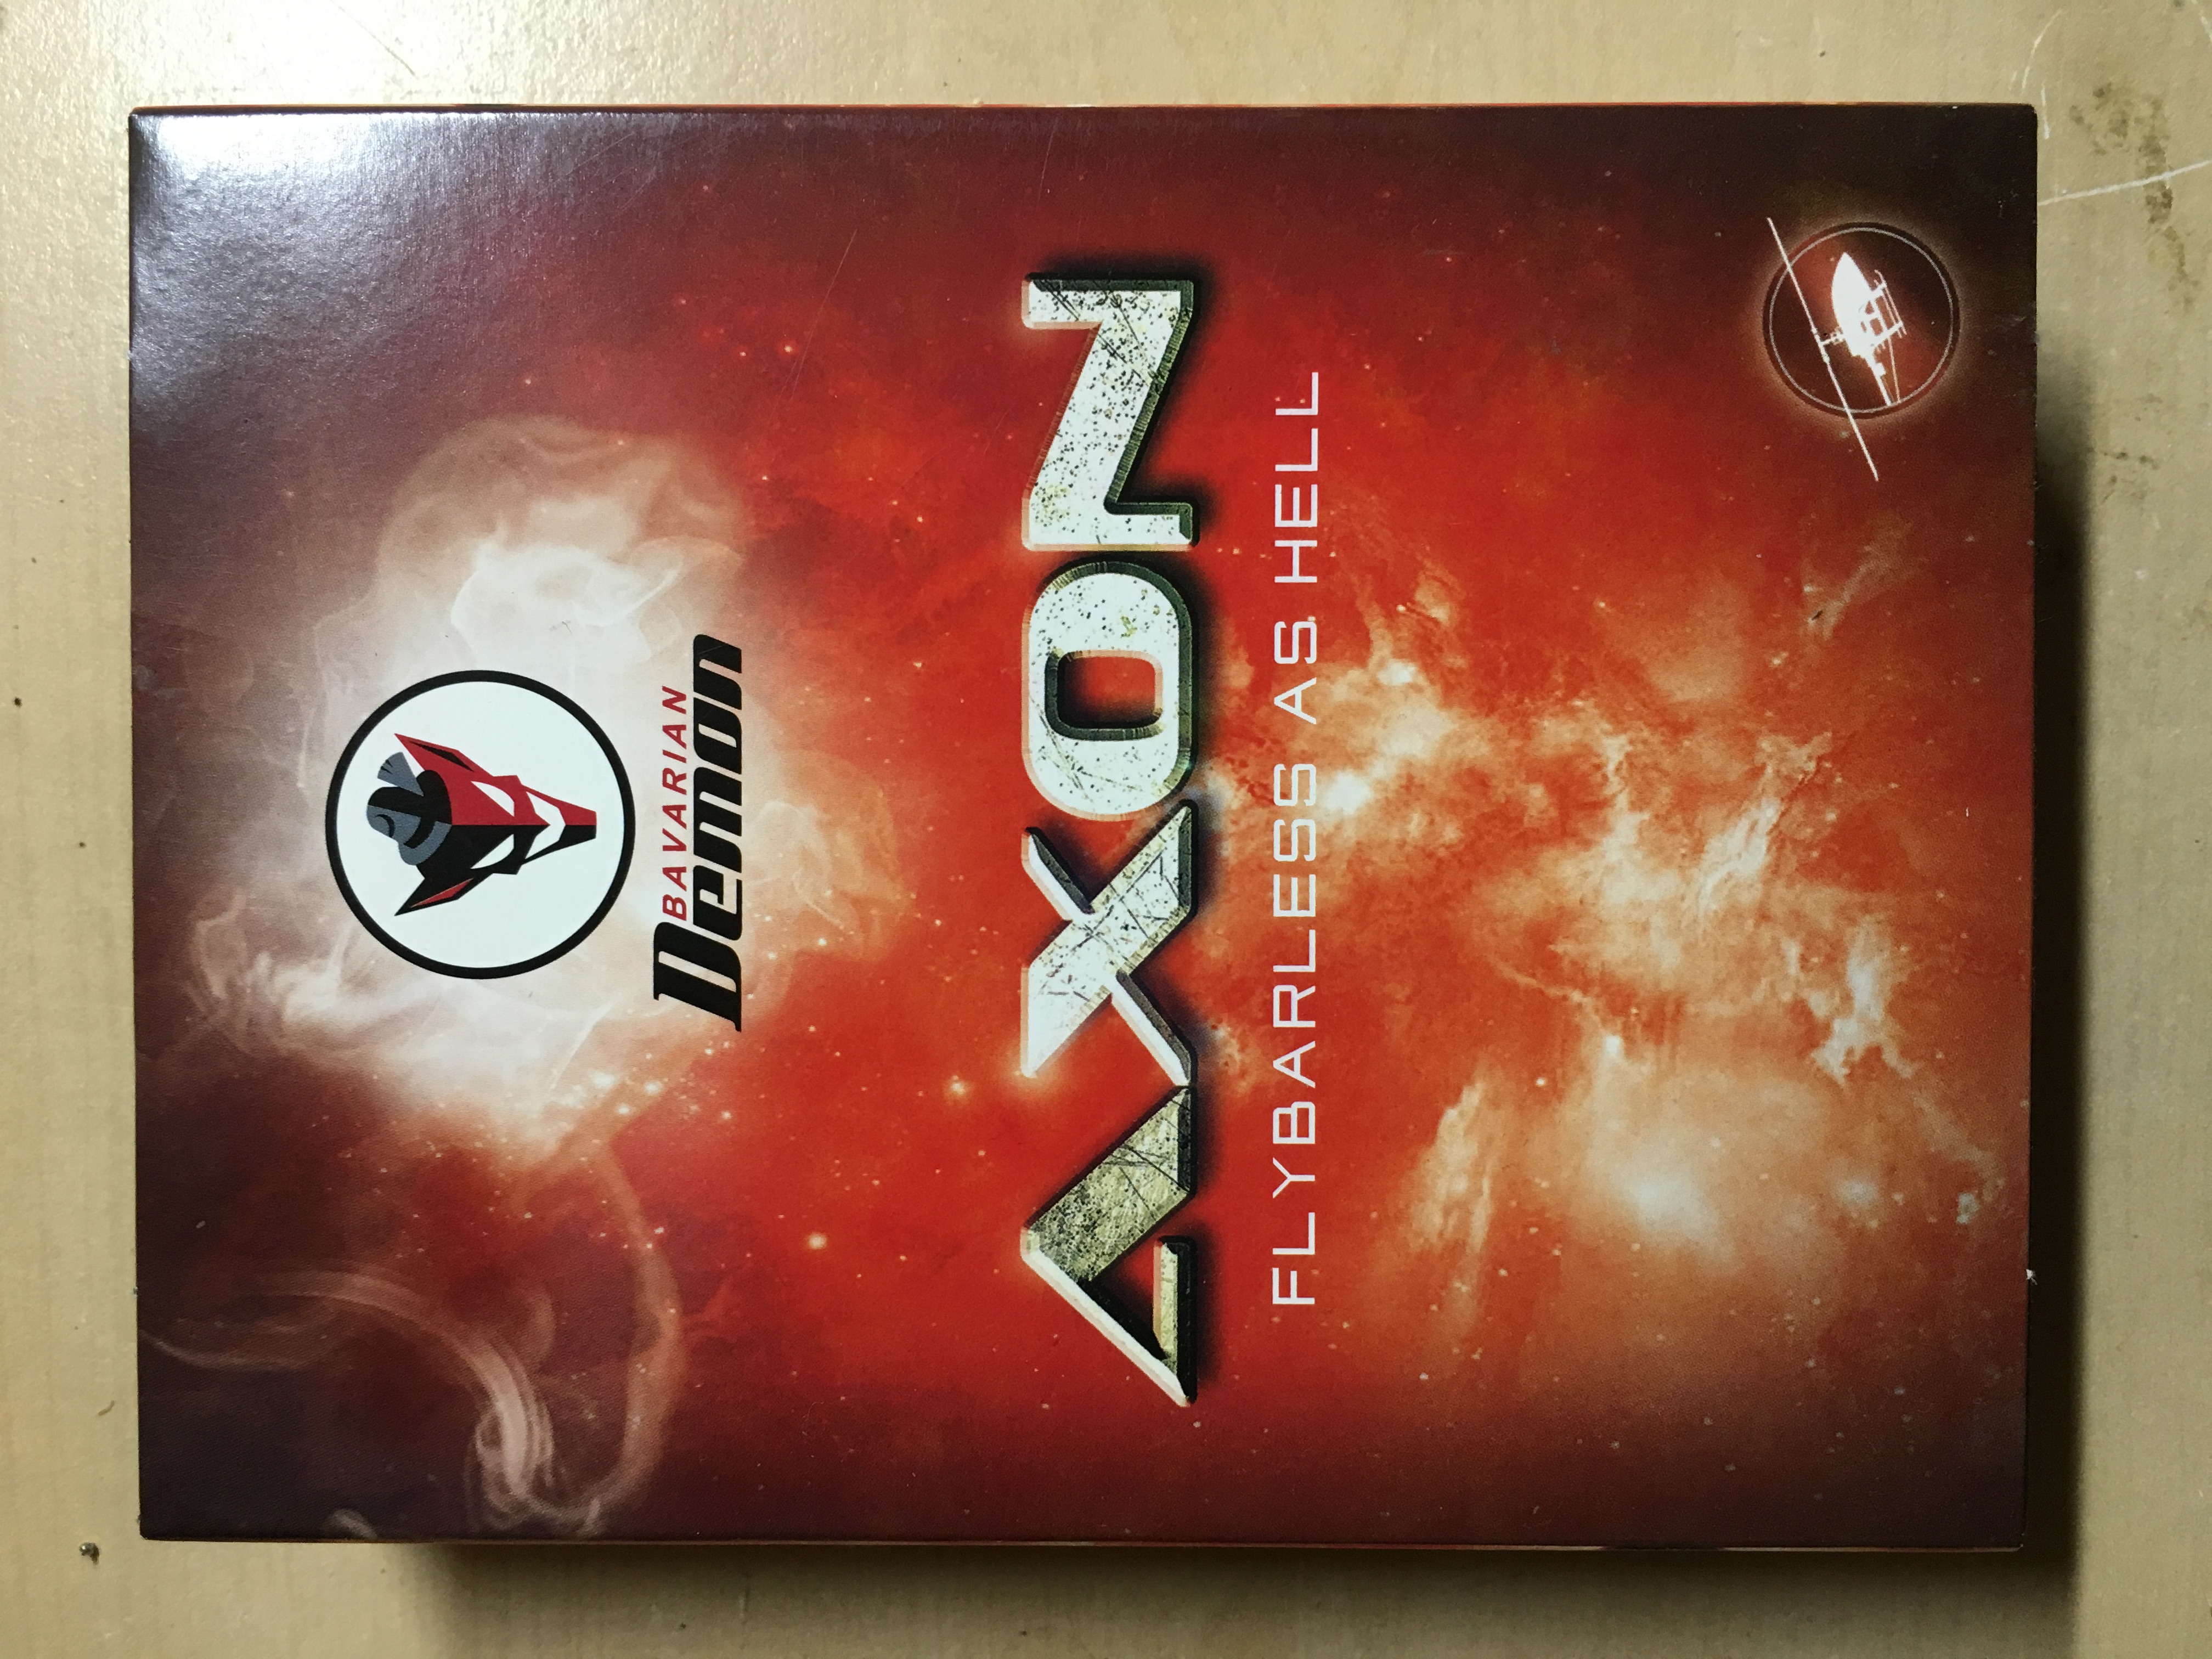 BAVARIAN
Demon
AXON
FLYBARLESS AS HELL